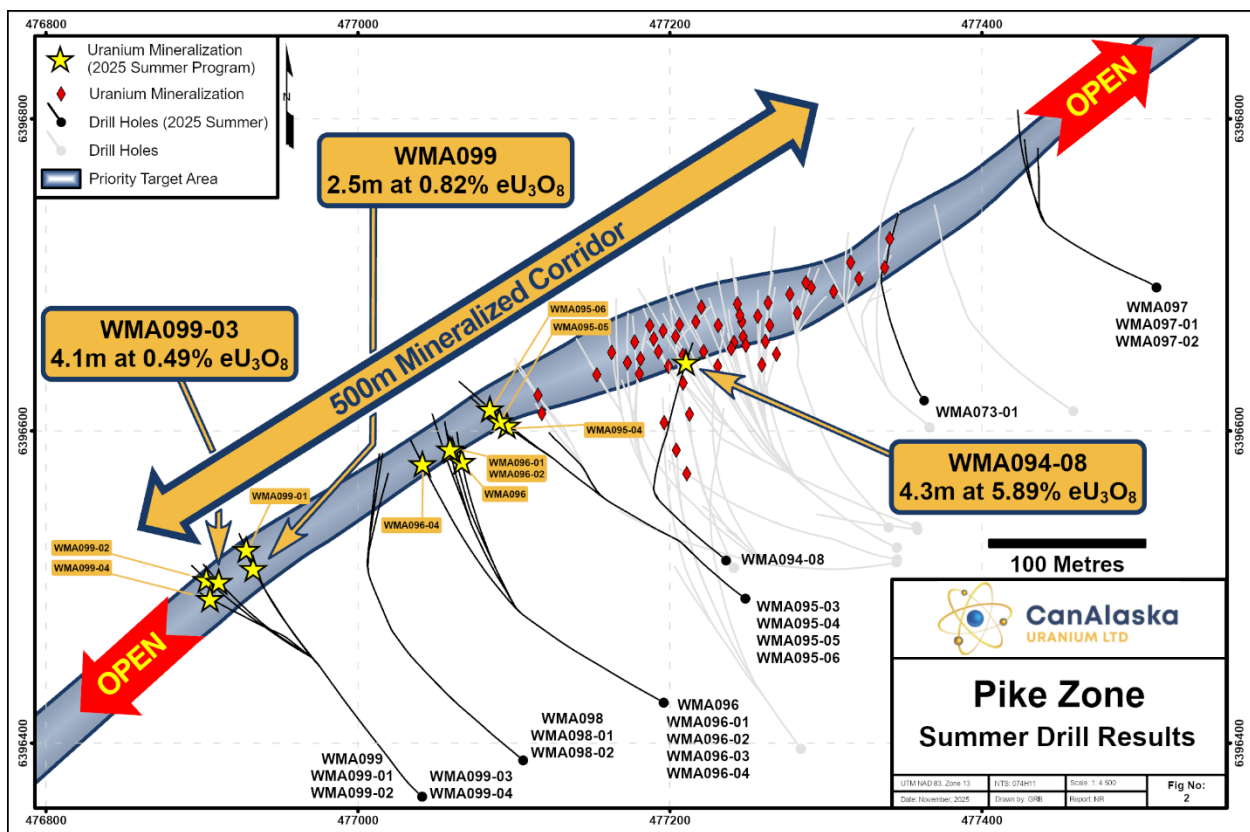 476800
477000
477200
477400
6396800
6396800
6396600
6396600
6396400
6396400
476800
477000
477200
477400
Uranium Mineralization
(2025 Summer Program)
Uranium Mineralization
Drill Holes (2025 Summer)
Drill Holes
Priority Target Area
Z
OPEN
WMA099
2.5m at 0.82% eU₃O₈
500m Mineralized Corridor
WMA099-03
4.1m at 0.49% eU₃O₈
WMA095-06
WMA095-05
WMA095-04
WMA097
WMA097-01
WMA097-02
WMA073-01
WMA096-01
WMA096-02
WMA096
WMA096-04
WMA094-08
4.3m at 5.89% eU₃O₈
WMA099-01
WMA099-02
WMA099-04
OPEN
WMA094-08
100 Metres
WMA095-03
WMA095-04
WMA095-05
WMA095-06
WMA096
WMA096-01
WMA096-02
WMA096-03
WMA096-04
WMA098
WMA098-01
WMA098-02
WMA099
WMA099-01
WMA099-02
WMA099-03
WMA099-04
CanAlaska
URANIUM LTD
Pike Zone
Summer Drill Results
UTM NAD 83, Zone 13
NTS: 074H11
Scale: 1: 4 500
Fig No:
2
Date: November, 2025
Drawn by: GRB
Report: NR